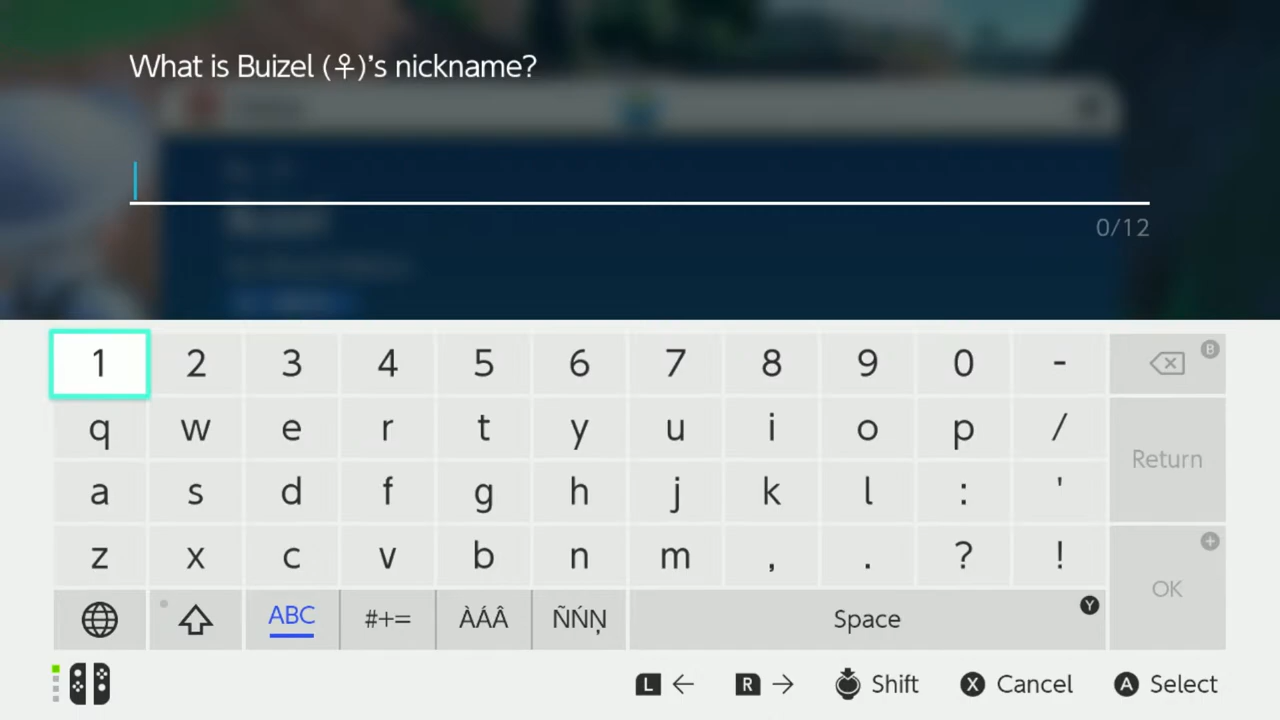 What is Buizel (♀)'s nickname?
0/12
1 2 3 4 5 6 7 8 9 0 -
q w e r t y u i o p /
Return
a s d f g h j k l : '
z x c v b n m , . ? !
OK
ABC #+= ÀÁÂ ÑŃŅ Space
L ← R → Shift X Cancel A Select